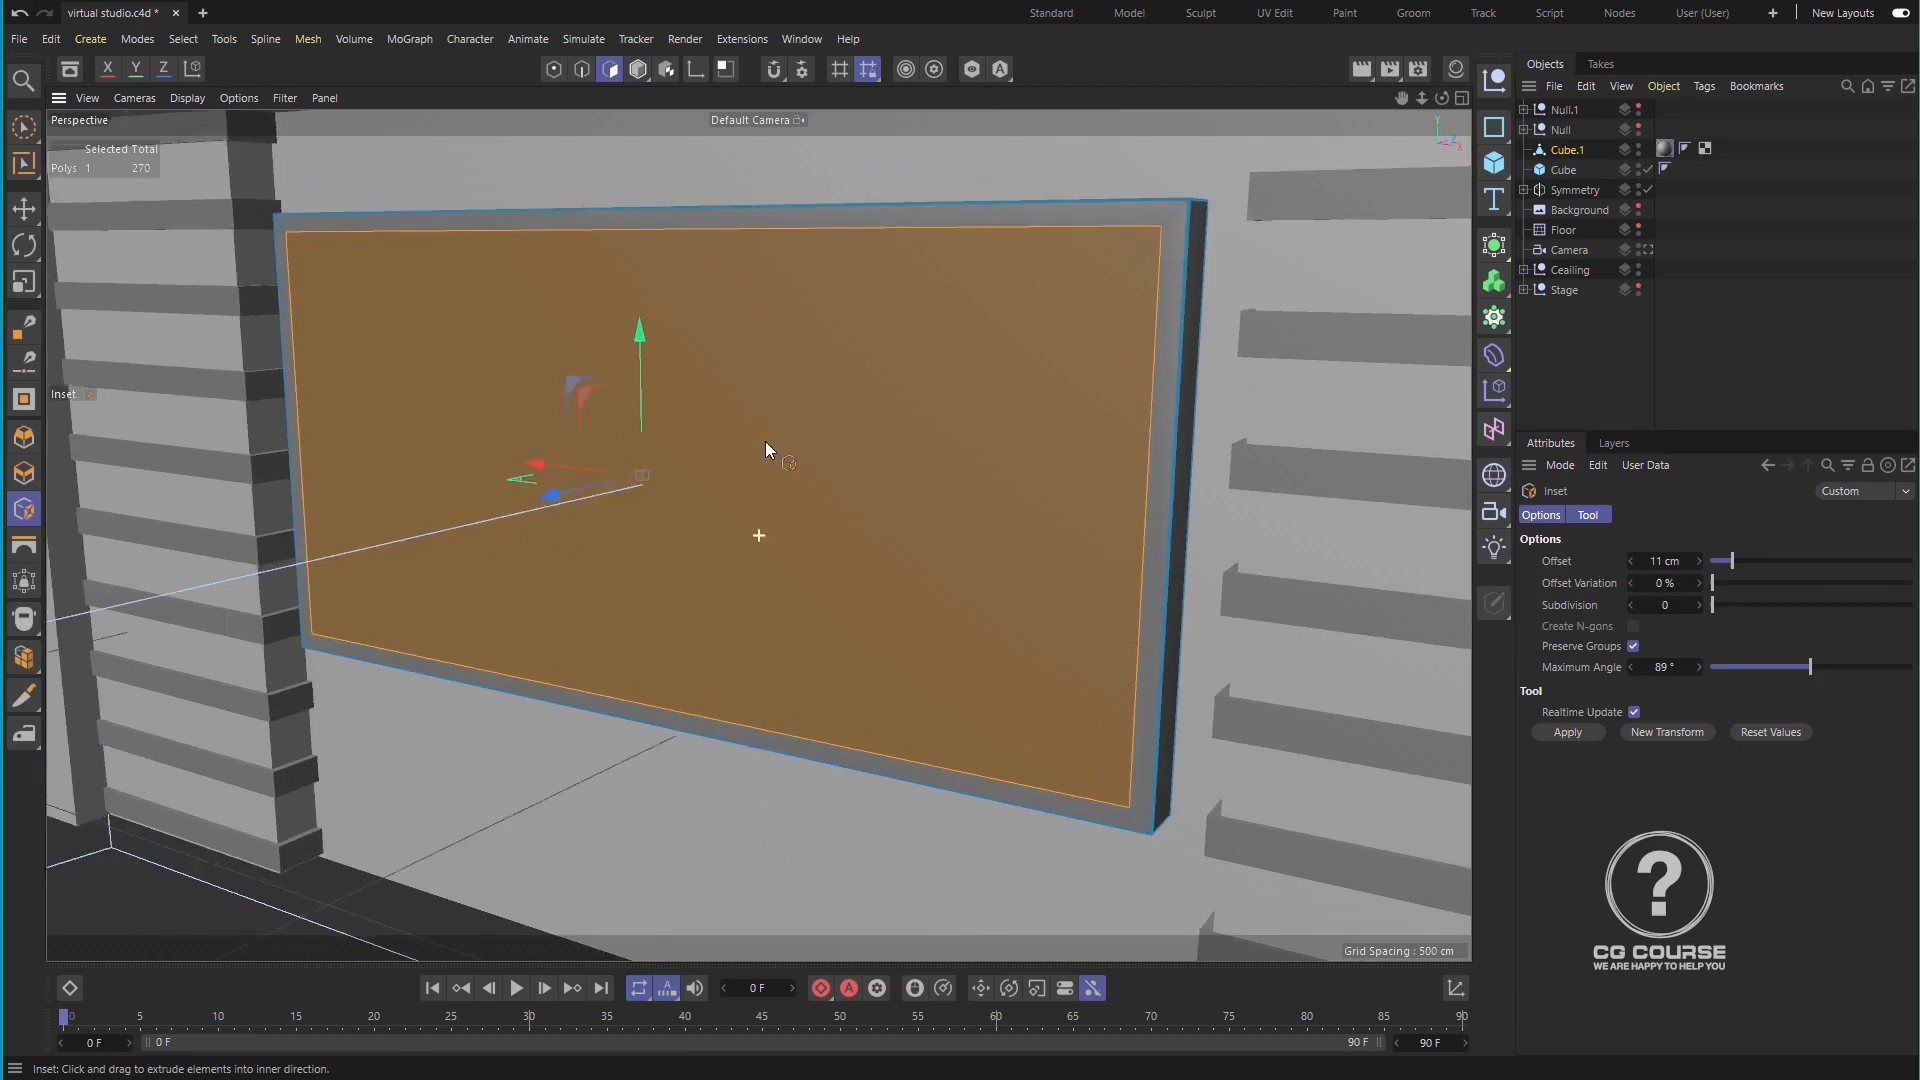 virtual studio.c4d *
Standard
Model
Sculpt
UV Edit
Paint
Groom
Track
Script
Nodes
User (User)
New Layouts
File Edit Create Modes Select Tools Spline Mesh Volume MoGraph Character Animate Simulate Tracker Render Extensions Window Help
X Y Z
View Cameras Display Options Filter Panel
Perspective
Default Camera
Selected Total
Polys 1 270
Inset
Grid Spacing : 500 cm
Objects Takes
File Edit View Object Tags Bookmarks
Null.1
Null
Cube.1
Cube
Symmetry
Background
Floor
Camera
Ceailing
Stage
Attributes Layers
Mode Edit User Data
Inset Custom
Options Tool
Options
Offset 11 cm
Offset Variation 0 %
Subdivision 0
Create N-gons
Preserve Groups
Maximum Angle 89 °
Tool
Realtime Update
Apply New Transform Reset Values
CG COURSE
WE ARE HAPPY TO HELP YOU
0 F
0 5 10 15 20 25 30 35 40 45 50 55 60 65 70 75 80 85 90
0 F 0 F 90 F 90 F
Inset: Click and drag to extrude elements into inner direction.